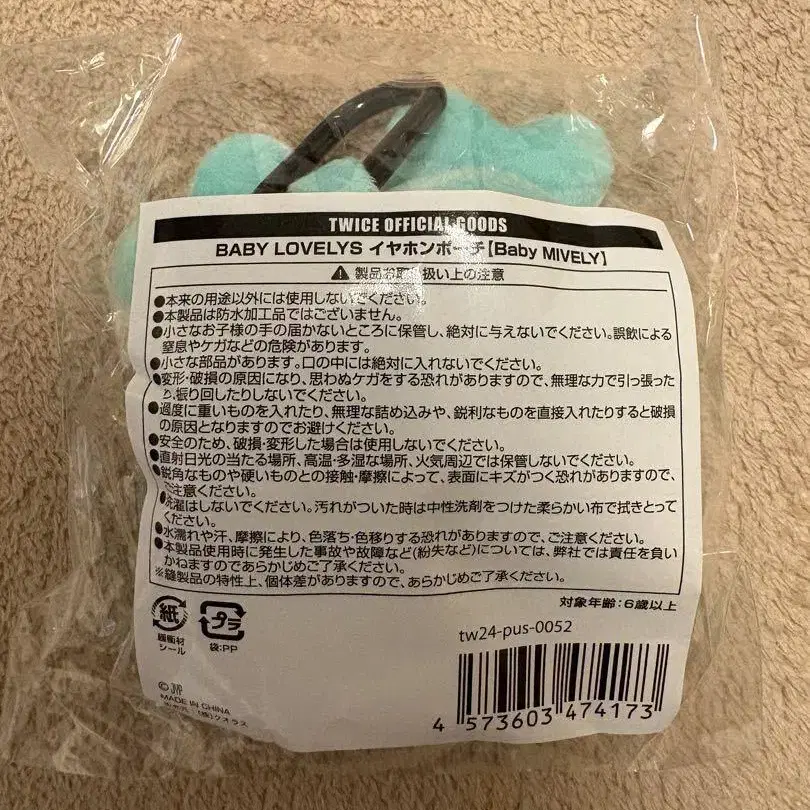 TWICE OFFICIAL GOODS
BABY LOVELYS イヤホンポーチ【Baby MIVELY】
製品お取り扱い上の注意
●本来の用途以外には使用しないでください。
●本製品は防水加工品ではございません。
●小さなお子様の手の届かないところに保管し、絶対に与えないでください。誤飲による
窒息やケガなどの危険があります。
●小さな部品があります。口の中には絶対に入れないでください。
●変形・破損の原因になり、思わぬケガをする恐れがありますので、無理な力で引っ張った
り、振り回したりしないでください。
●過度に重いものを入れたり、無理な詰め込みや、鋭利なものを直接入れたりすると破損
の原因となりますのでお避けください。
●安全のため、破損・変形した場合は使用しないでください。
●直射日光の当たる場所、高温・多湿な場所、火気周辺では保管しないでください。
●鋭角なものや硬いものとの接触・摩擦によって、表面にキズがつく恐れがありますので、
ご注意ください。
●洗濯はしないでください。汚れがついた時は中性洗剤をつけた柔らかい布で拭きとって
ください。
●水濡れや汗、摩擦により、色落ち・色移りする恐れがありますので、ご注意ください。
●本製品使用時に発生した事故や故障など(紛失など)については、弊社では責任を負い
かねますのであらかじめご了承ください。
※縫製品の特性上、個体差がありますので、あらかじめご了承ください。
対象年齢:6歳以上
紙
緩衝材
シール
プラ
袋:PP
tw24-pus-0052
©JYP
MADE IN CHINA
(株)クオラス
4 573603 474173